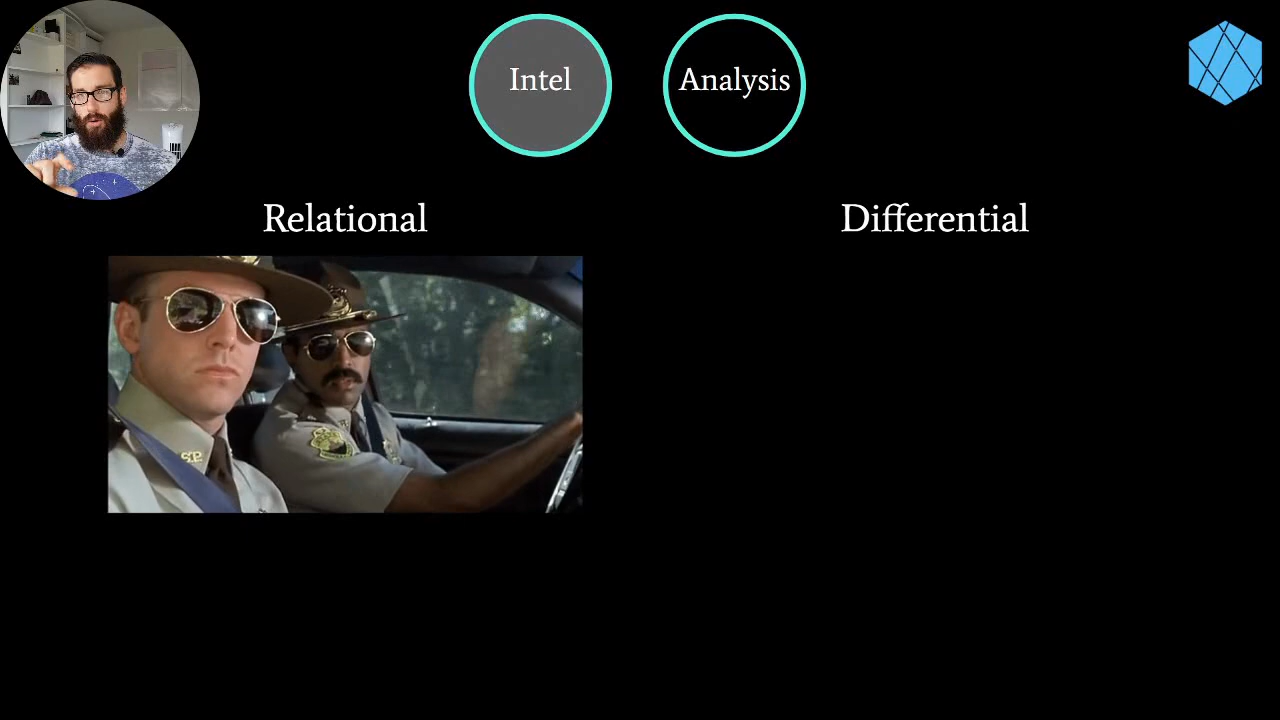 Intel
Analysis
Relational
Differential
SP